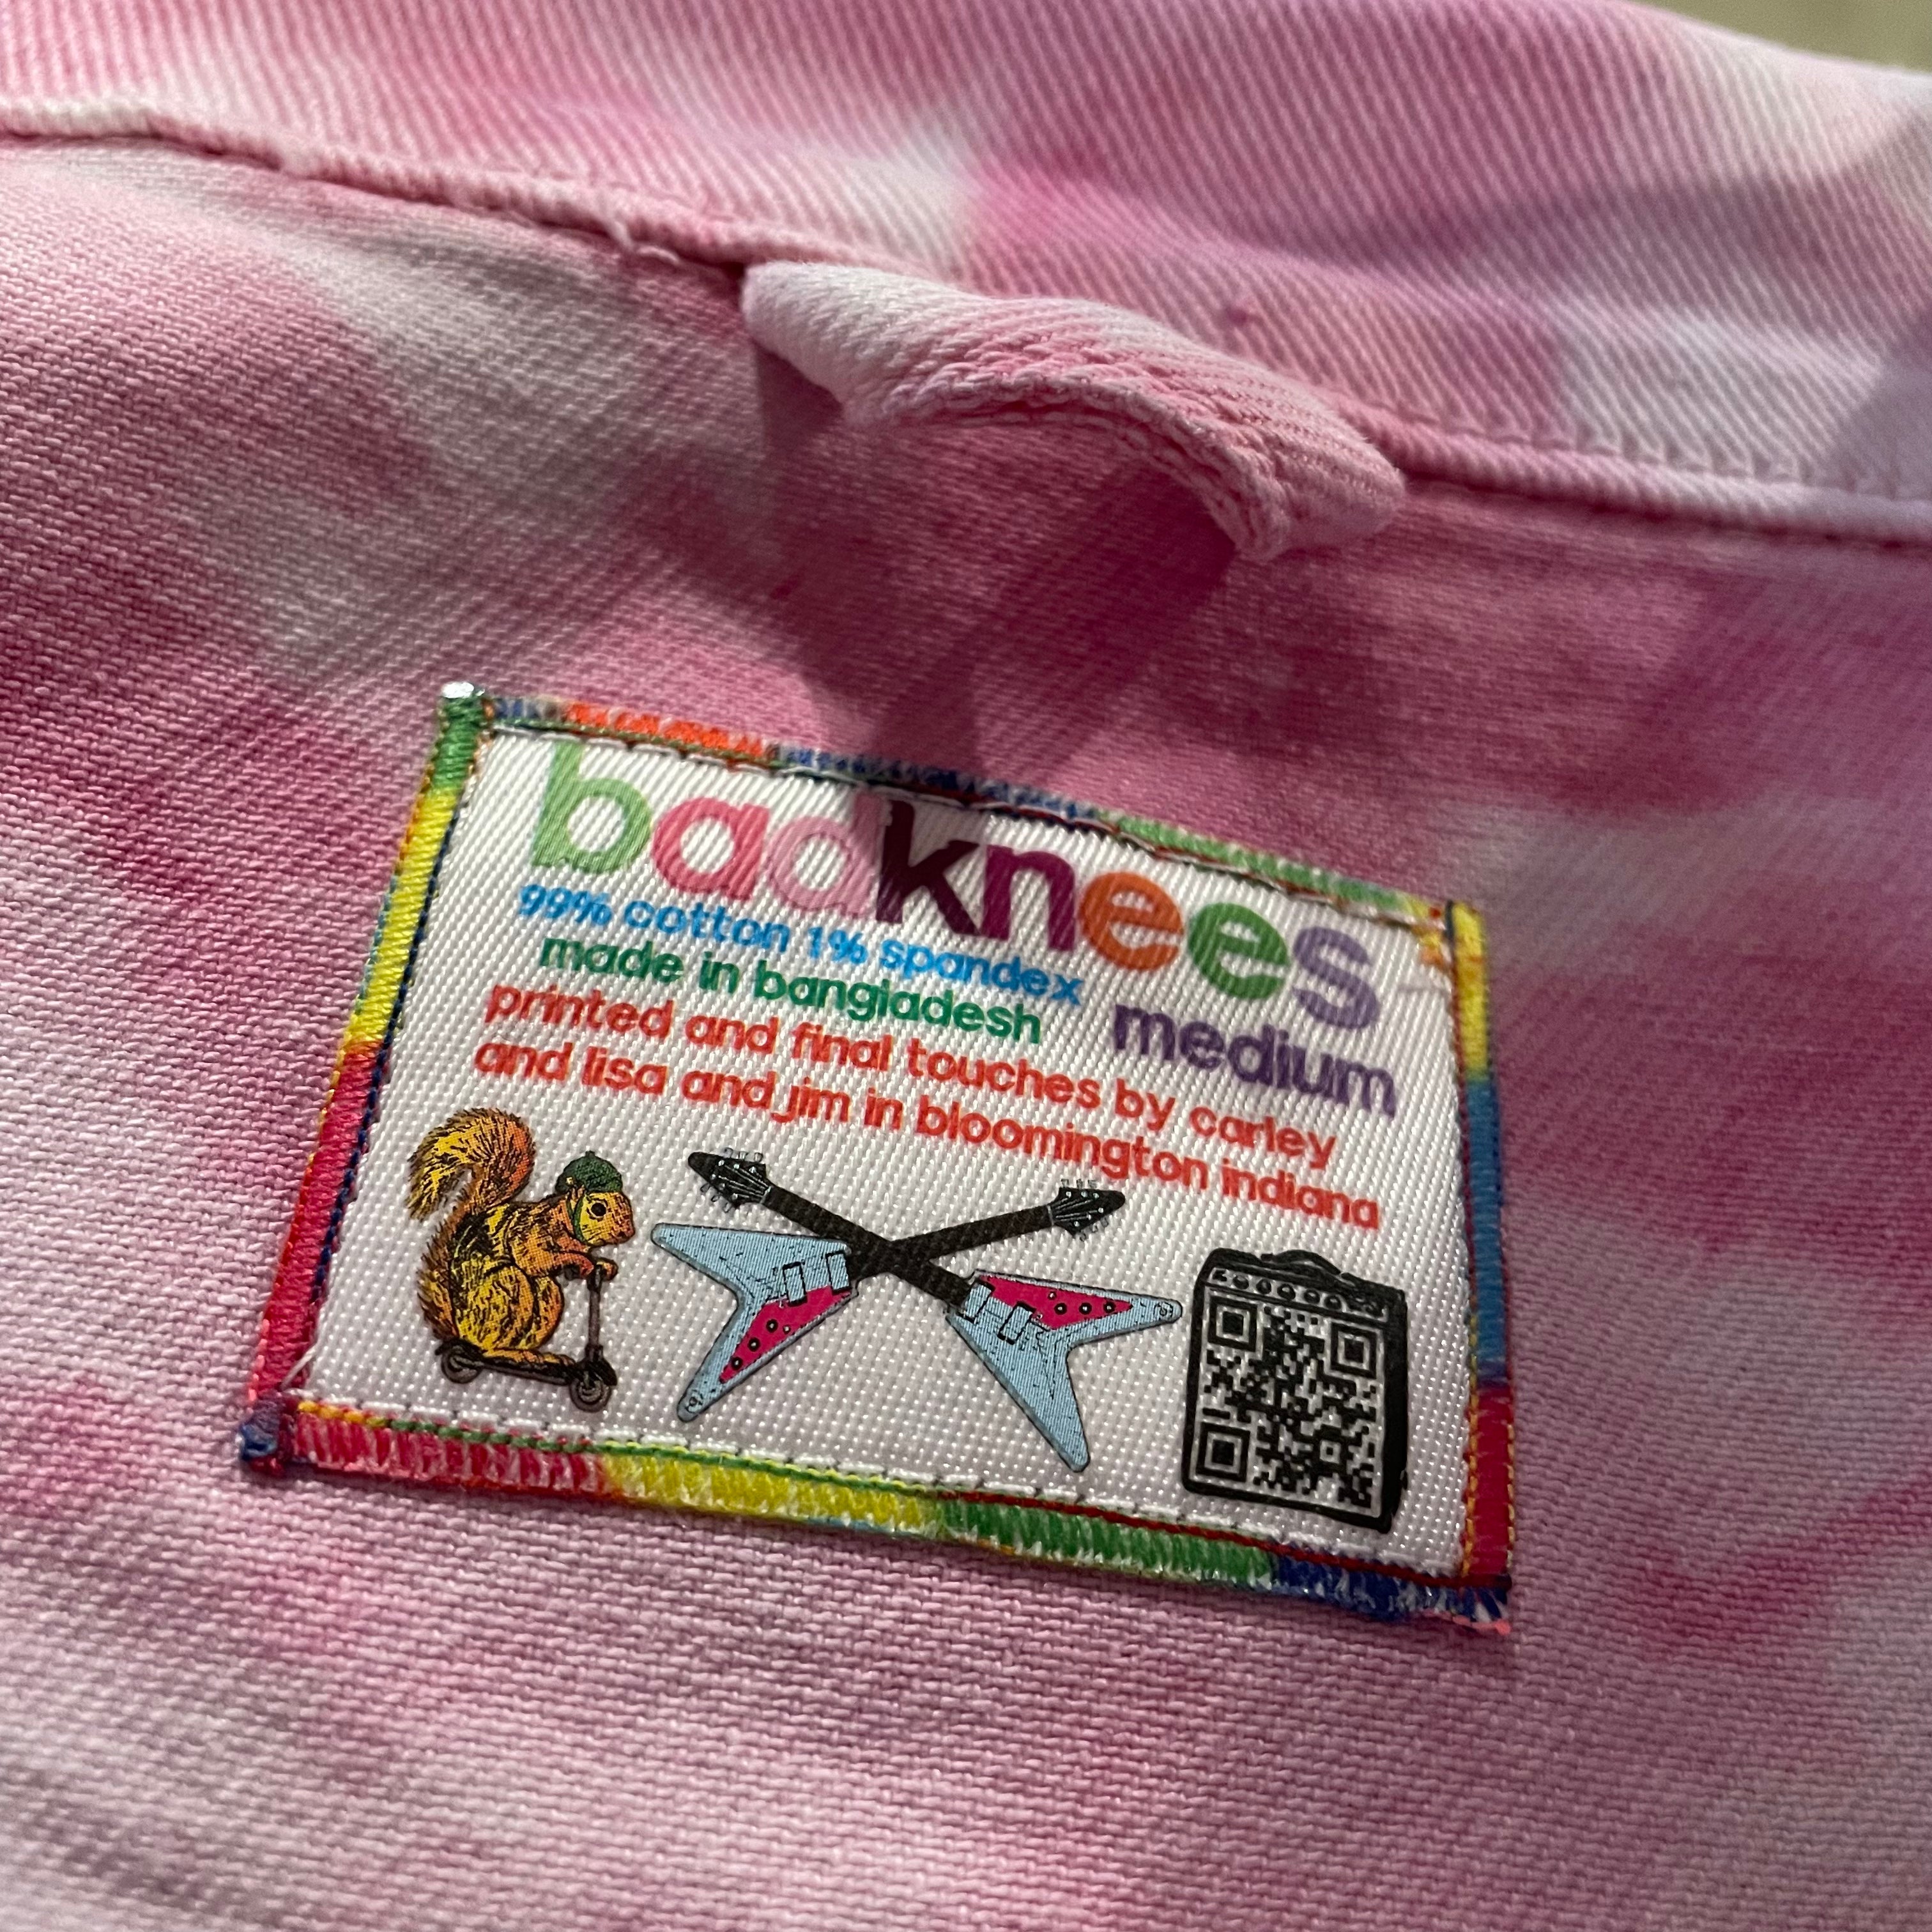 badknees
99% cotton 1% spandex
made in bangladesh
medium
printed and final touches by carley
and lisa and jim in bloomington indiana